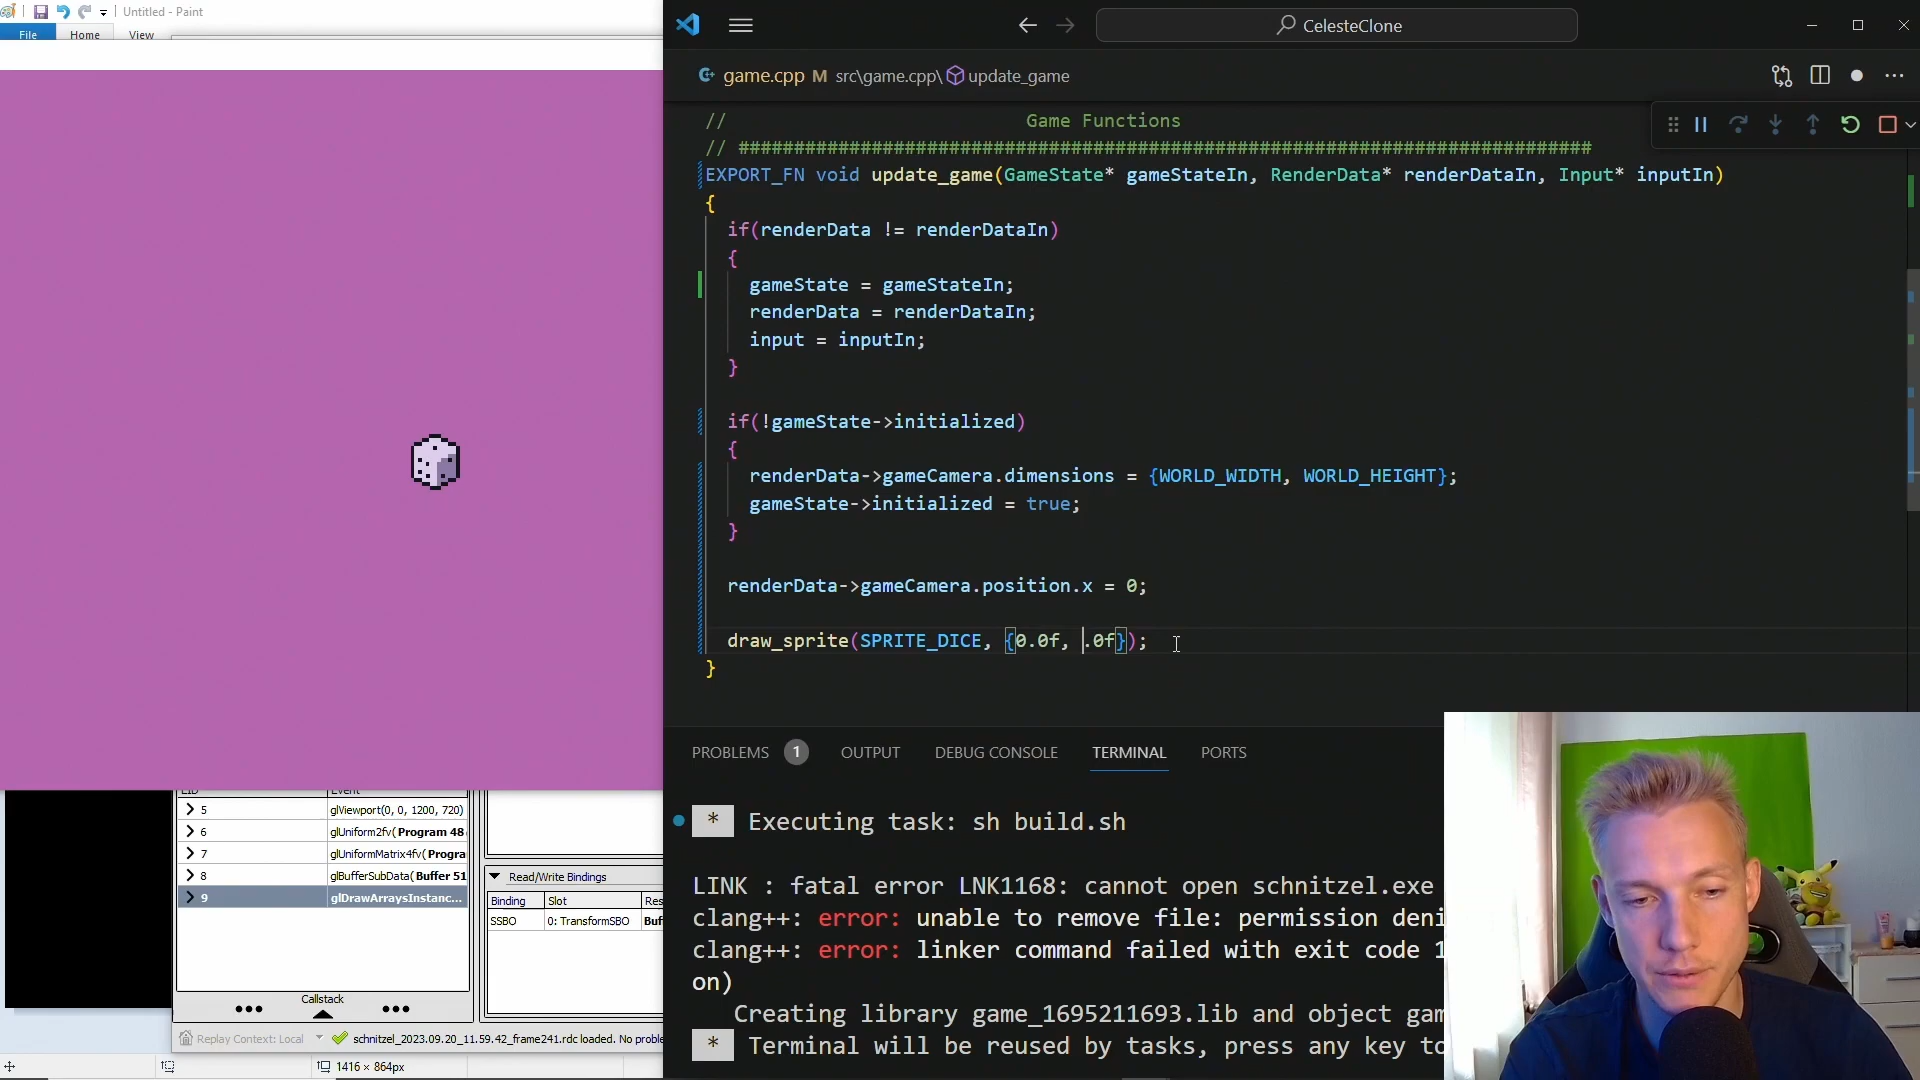 Untitled - Paint
File Home View
CelesteClone
game.cpp M src\game.cpp\ update_game
// Game Functions
// #############################################################################
EXPORT_FN void update_game(GameState* gameStateIn, RenderData* renderDataIn, Input* inputIn)
{
if(renderData != renderDataIn)
{
gameState = gameStateIn;
renderData = renderDataIn;
input = inputIn;
}
if(!gameState->initialized)
{
renderData->gameCamera.dimensions = {WORLD_WIDTH, WORLD_HEIGHT};
gameState->initialized = true;
}
renderData->gameCamera.position.x = 0;
draw_sprite(SPRITE_DICE, {0.0f, .0f});
}
PROBLEMS 1 OUTPUT DEBUG CONSOLE TERMINAL PORTS
* Executing task: sh build.sh
LINK : fatal error LNK1168: cannot open schnitzel.exe
clang++: error: unable to remove file: permission deni
clang++: error: linker command failed with exit code 1
on)
Creating library game_1695211693.lib and object gam
* Terminal will be reused by tasks, press any key to
EID Event
5 glViewport(0, 0, 1200, 720)
6 glUniform2fv(Program 48
7 glUniformMatrix4fv(Progra
8 glBufferSubData(Buffer 51
9 glDrawArraysInstanc...
Callstack
Read/Write Bindings
Binding Slot Res
SSBO 0: TransformSBO Buf
Replay Context: Local schnitzel_2023.09.20_11.59.42_frame241.rdc loaded. No proble
1416 × 864px